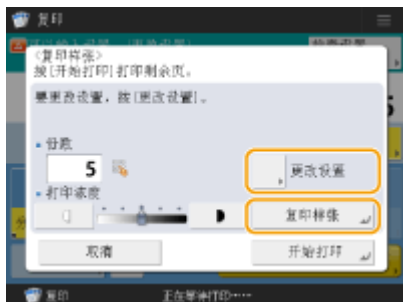 复印
<复印样张>
按[开始打印]打印剩余页。
要更改设置，按[更改设置]。
▪ 份数
5
更改设置
▪ 打印浓度
复印样张
取消
开始打印
复印
正在等待打印·····